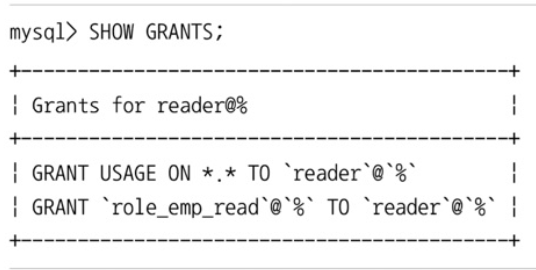 mysql> SHOW GRANTS;
+-------------------------------------------+
| Grants for reader@%                       |
+-------------------------------------------+
| GRANT USAGE ON *.* TO `reader`@`%`        |
| GRANT `role_emp_read`@`%` TO `reader`@`%` |
+-------------------------------------------+